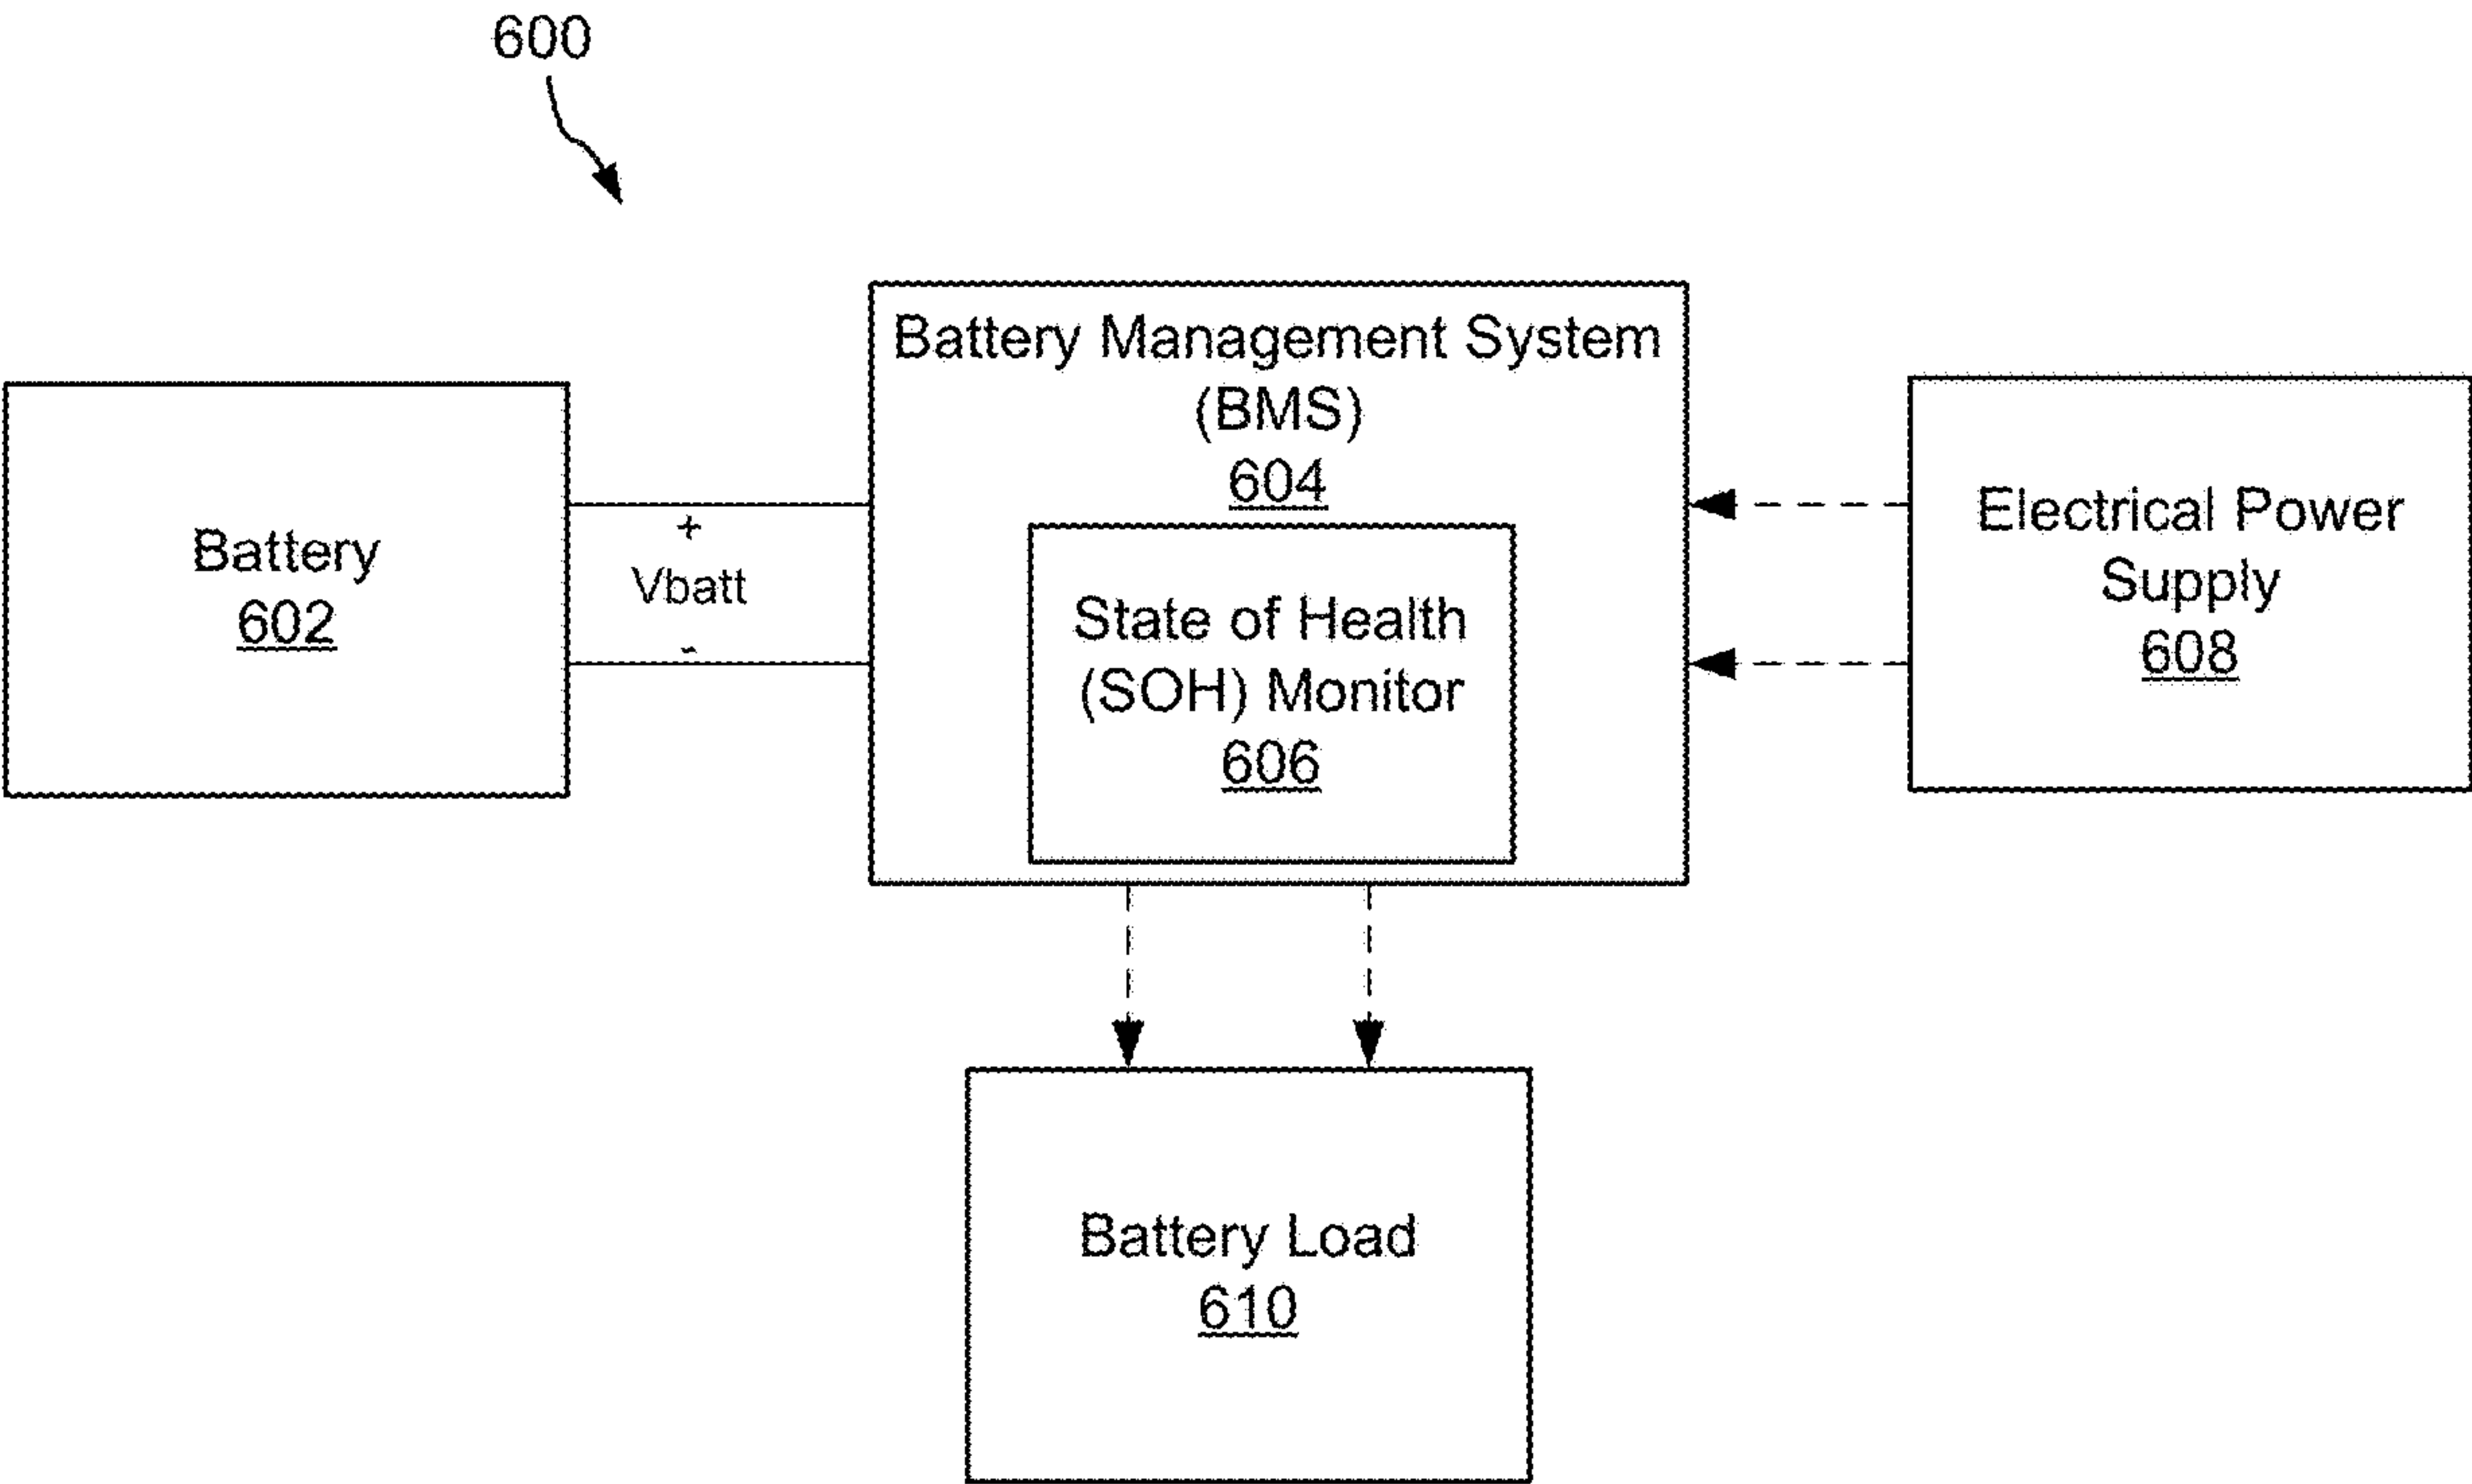 600
Battery Management System
(BMS)
604
Battery
602
+
Vbatt
-
State of Health
(SOH) Monitor
606
Electrical Power
Supply
608
Battery Load
610